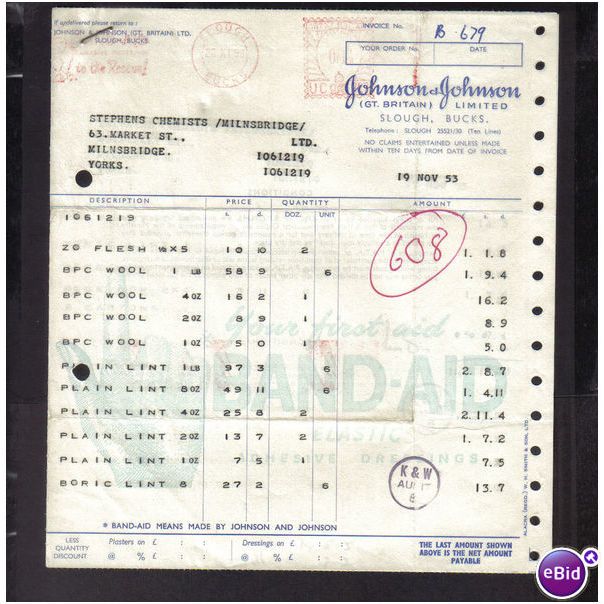 If undelivered please return to :
JOHNSON & JOHNSON (GT. BRITAIN) LTD.
SLOUGH, BUCKS.
to the Rescue!
SLOUGH
BUCKS
INVOICE No. B 679
YOUR ORDER No. DATE
Johnson & Johnson
(GT. BRITAIN) LIMITED
SLOUGH, BUCKS.
Telephone : SLOUGH 25521/30 (Ten Lines)
NO CLAIMS ENTERTAINED UNLESS MADE
WITHIN TEN DAYS FROM DATE OF INVOICE
STEPHENS CHEMISTS /MILNSBRIDGE/
63.MARKET ST., LTD.
MILNSBRIDGE. 1061219
YORKS. 1061219
19 NOV 53
DESCRIPTION PRICE QUANTITY AMOUNT
s. d. DOZ. UNIT £ s. d.
1061219
608
ZO FLESH ½X5 10 10 2 1. 1.8
BPC WOOL 1 LB 58 9 6 1. 9.4
BPC WOOL 4OZ 16 2 1 16.2
BPC WOOL 2OZ 8 9 1 8.9
BPC WOOL 1OZ 5 0 1 5.0
PLAIN LINT 1LB 97 3 6 2. 8.7
PLAIN LINT 8OZ 49 11 6 1. 4.11
PLAIN LINT 4OZ 25 8 2 2.11.4
PLAIN LINT 2OZ 13 7 2 1. 7.2
PLAIN LINT 1OZ 7 5 1 7.5
BORIC LINT 8 27 2 6 13.7
Your first aid ...
BAND-AID
ELASTIC
ADHESIVE DRESSINGS
K & W
AUG
* BAND-AID MEANS MADE BY JOHNSON AND JOHNSON
LESS
QUANTITY
DISCOUNT.
Plasters on £ : : Dressings on £ : :
@ % £ : : @ % £ : :
THE LAST AMOUNT SHOWN
ABOVE IS THE NET AMOUNT
PAYABLE
eBid